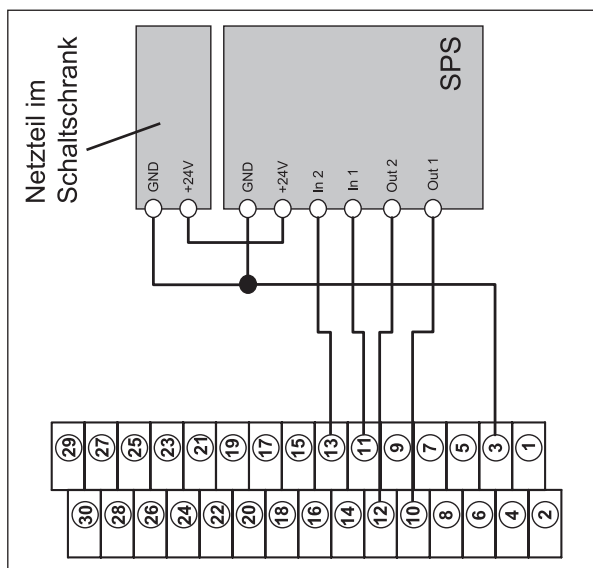 Netzteil im
Schaltschrank
SPS
GND
+24V
GND
+24V
In 2
In 1
Out 2
Out 1
29 27 25 23 21 19 17 15 13 11 9 7 5 3 1
30 28 26 24 22 20 18 16 14 12 10 8 6 4 2